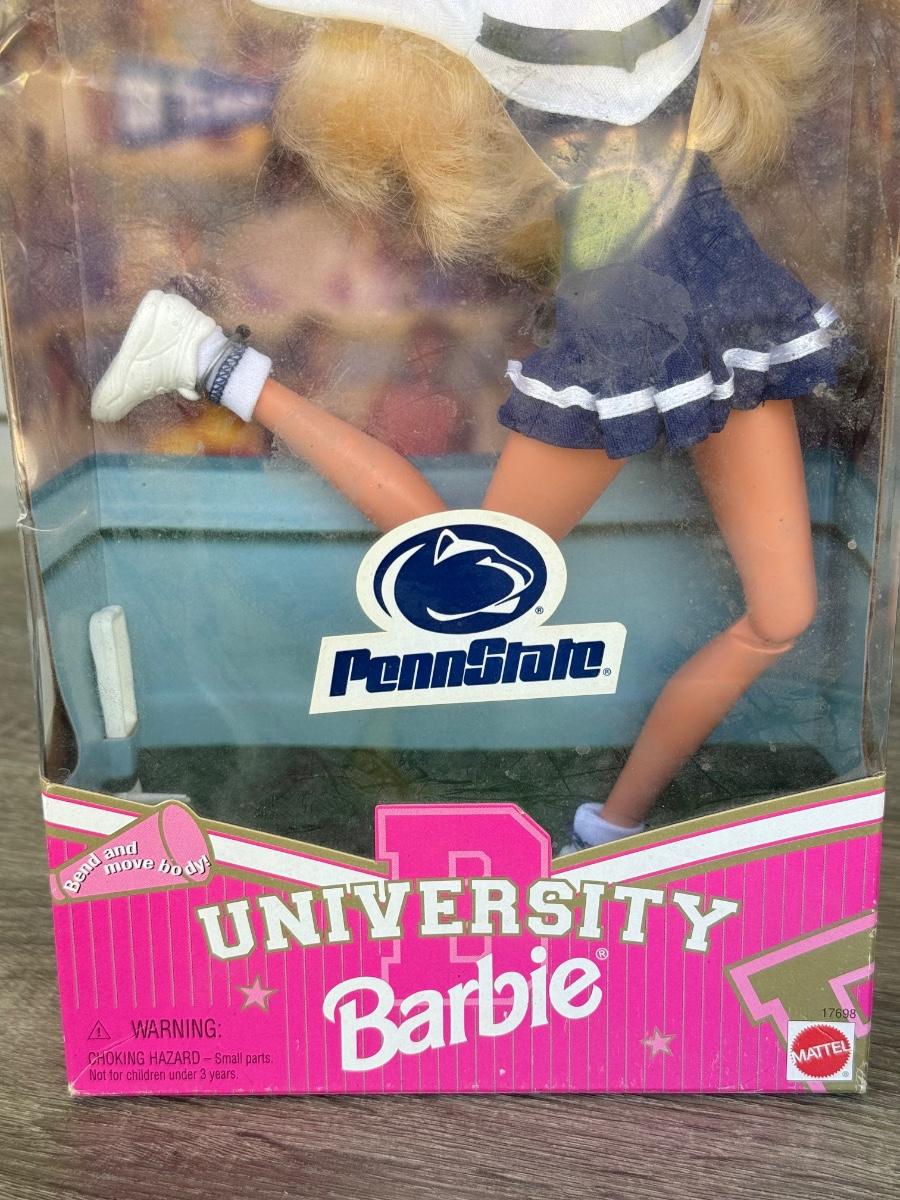 PennState®
®
Bend and
move body!
B
UNIVERSITY
Barbie®
⚠ WARNING:
CHOKING HAZARD – Small parts.
Not for children under 3 years.
17698
MATTEL
®